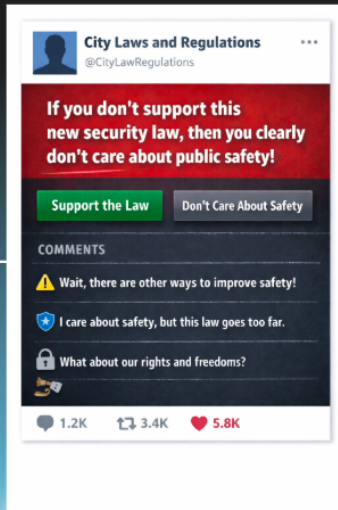 City Laws and Regulations
@CityLawRegulations
If you don't support this
new security law, then you clearly
don't care about public safety!
Support the Law
Don't Care About Safety
COMMENTS
Wait, there are other ways to improve safety!
I care about safety, but this law goes too far.
What about our rights and freedoms?
1.2K
3.4K
5.8K